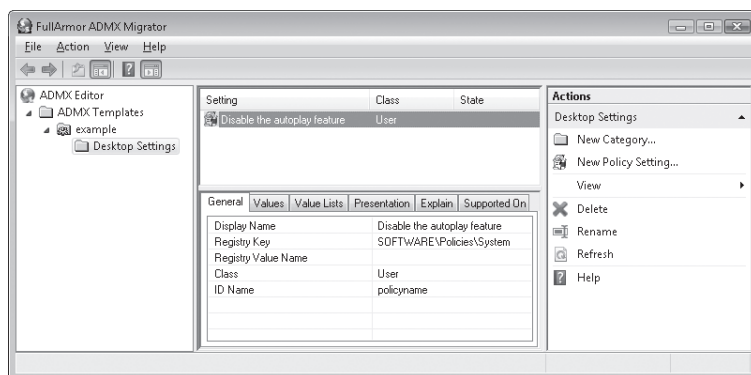 FullArmor ADMX Migrator
File Action View Help
ADMX Editor
ADMX Templates
example
Desktop Settings
Setting Class State
Disable the autoplay feature User
General Values Value Lists Presentation Explain Supported On
Display Name Disable the autoplay feature
Registry Key SOFTWARE\Policies\System
Registry Value Name
Class User
ID Name policyname
Actions
Desktop Settings
New Category...
New Policy Setting...
View
Delete
Rename
Refresh
Help